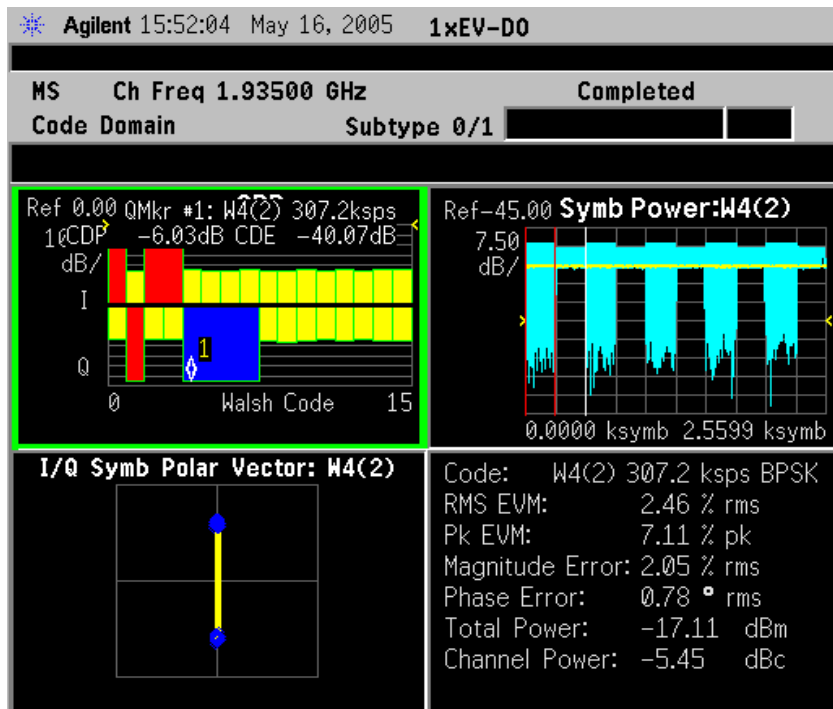 Agilent 15:52:04 May 16, 2005 1xEV-DO
MS Ch Freq 1.93500 GHz Completed
Code Domain Subtype 0/1
Ref 0.00 QMkr #1: W4(2) 307.2ksps
CDP -6.03dB CDE -40.07dB
dB/
I
1
Q
0 Walsh Code 15
Ref-45.00 Symb Power:W4(2)
7.50
dB/
0.0000 ksymb 2.5599 ksymb
I/Q Symb Polar Vector: W4(2)
Code: W4(2) 307.2 ksps BPSK
RMS EVM: 2.46 % rms
Pk EVM: 7.11 % pk
Magnitude Error: 2.05 % rms
Phase Error: 0.78 ° rms
Total Power: -17.11 dBm
Channel Power: -5.45 dBc